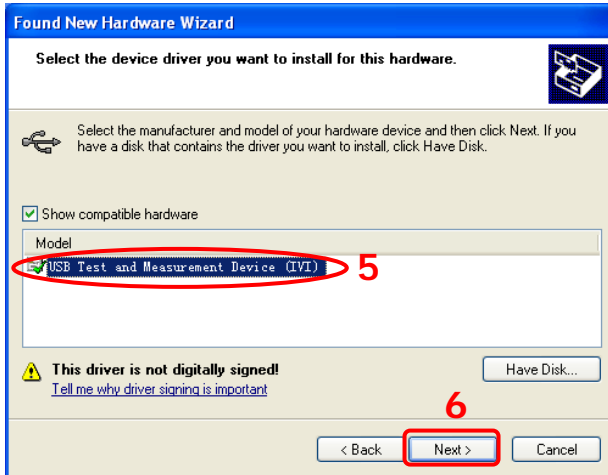 Found New Hardware Wizard
Select the device driver you want to install for this hardware.
Select the manufacturer and model of your hardware device and then click Next. If you
have a disk that contains the driver you want to install, click Have Disk.
Show compatible hardware
Model
USB Test and Measurement Device (IVI) 5
This driver is not digitally signed!
Have Disk...
Tell me why driver signing is important
6
< Back Next > Cancel